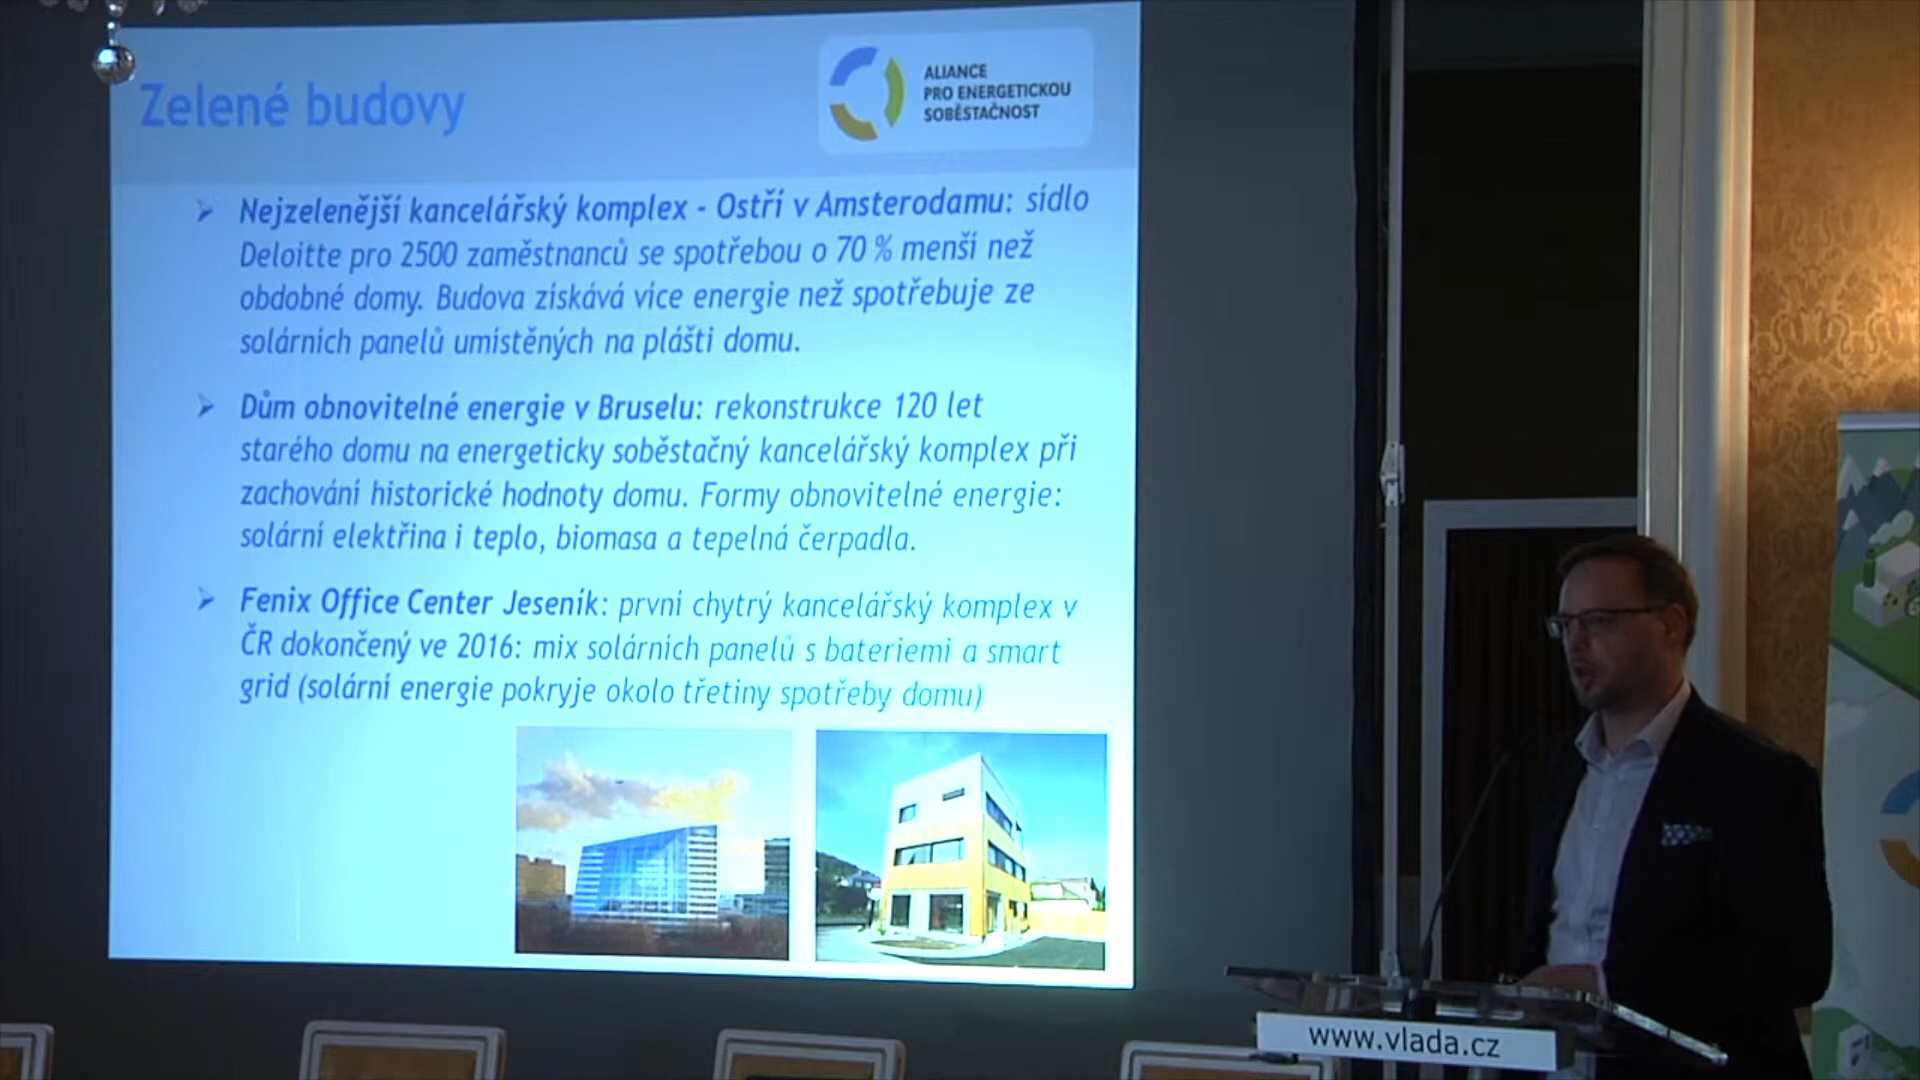 Zelené budovy
ALIANCE
PRO ENERGETICKOU
SOBĚSTAČNOST
➢ Nejzelenější kancelářský komplex - Ostří v Amsterodamu: sídlo
Deloitte pro 2500 zaměstnanců se spotřebou o 70 % menší než
obdobné domy. Budova získává více energie než spotřebuje ze
solárních panelů umístěných na plášti domu.
➢ Dům obnovitelné energie v Bruselu: rekonstrukce 120 let
starého domu na energeticky soběstačný kancelářský komplex při
zachování historické hodnoty domu. Formy obnovitelné energie:
solární elektřina i teplo, biomasa a tepelná čerpadla.
➢ Fenix Office Center Jeseník: první chytrý kancelářský komplex v
ČR dokončený ve 2016: mix solárních panelů s bateriemi a smart
grid (solární energie pokryje okolo třetiny spotřeby domu)
www.vlada.cz